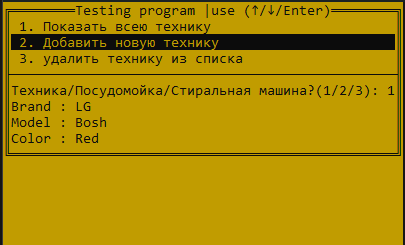 Testing program |use (↑/↓/Enter)
1. Показать всею технику
2. Добавить новую технику
3. удалить технику из списка
Техника/Посудомойка/Стиральная машина?(1/2/3): 1
Brand : LG
Model : Bosh
Color : Red